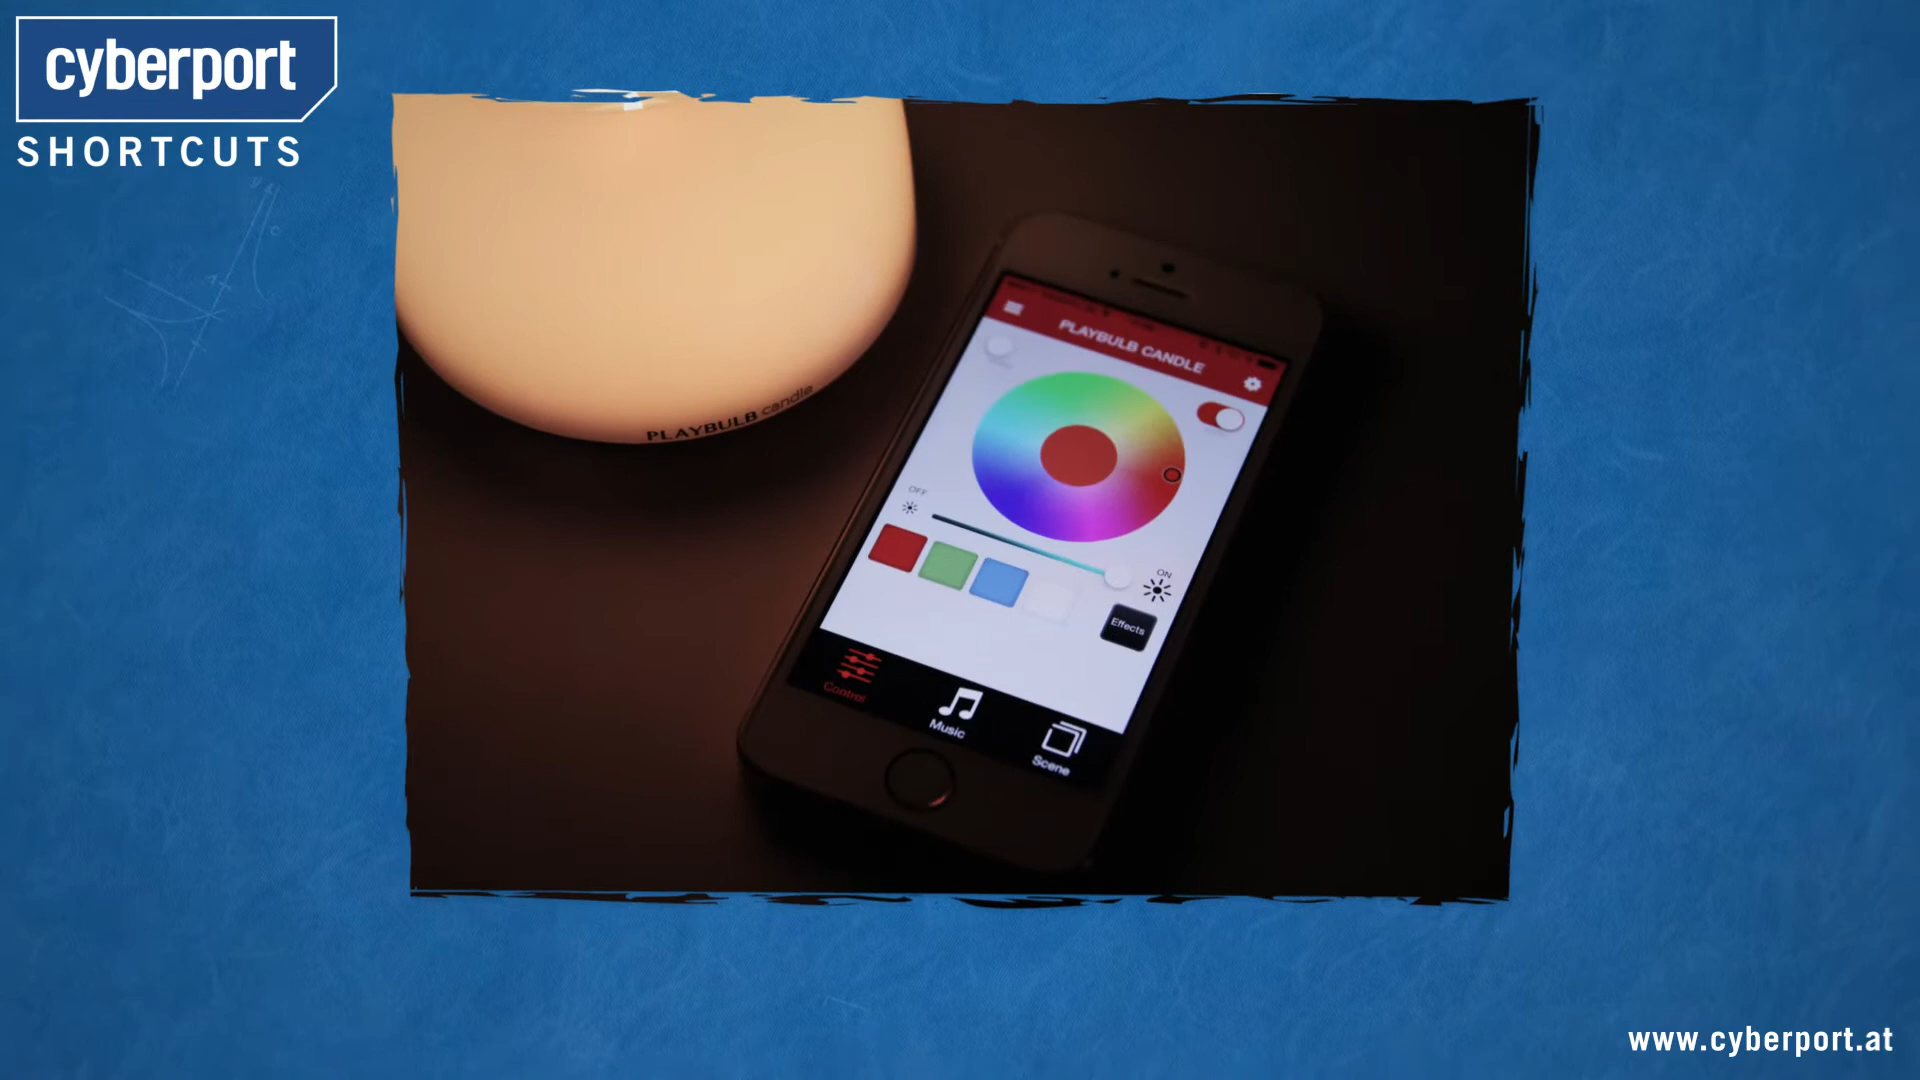 cyberport
SHORTCUTS
PLAYBULB candle
PLAYBULB CANDLE
OFF
ON
Effects
Control
Music
Scene
www.cyberport.at